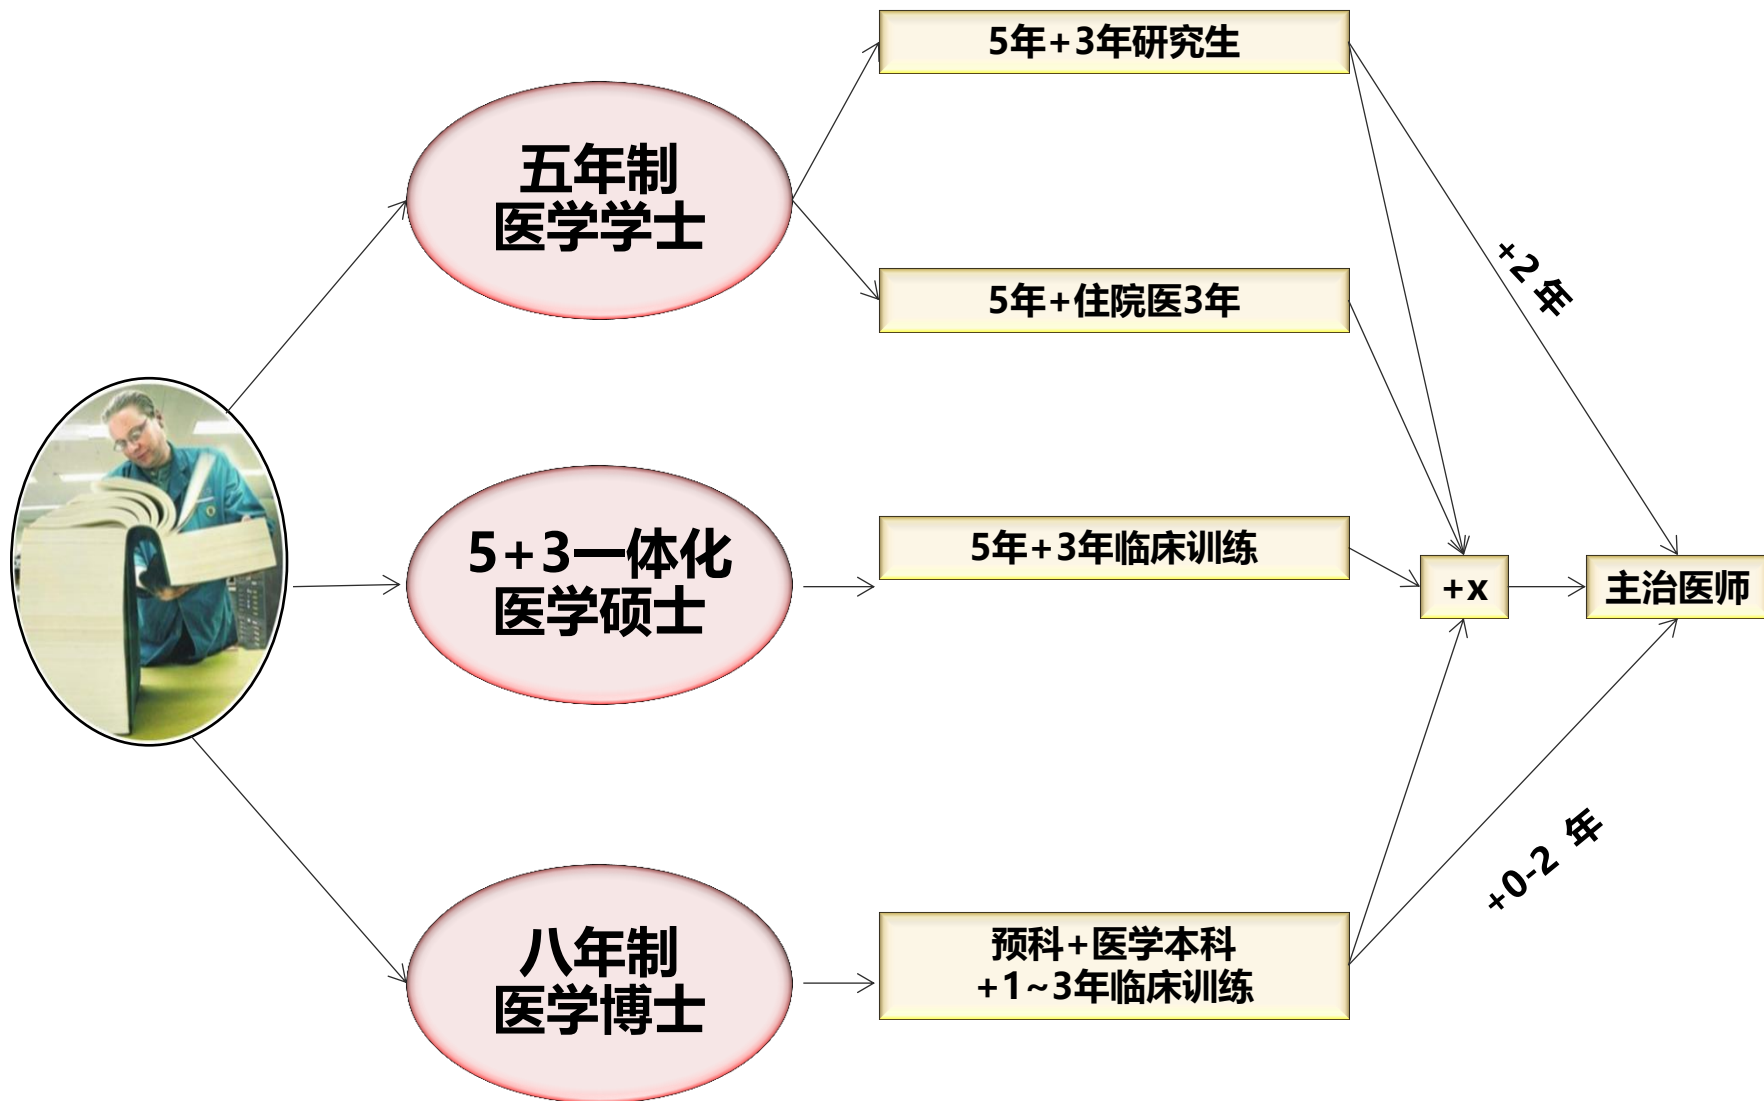 5年+3年研究生
五年制
医学学士
+2 年
5年+住院医3年
5+3一体化
医学硕士
5年+3年临床训练
+x
主治医师
+0-2 年
八年制
医学博士
预科+医学本科
+1~3年临床训练